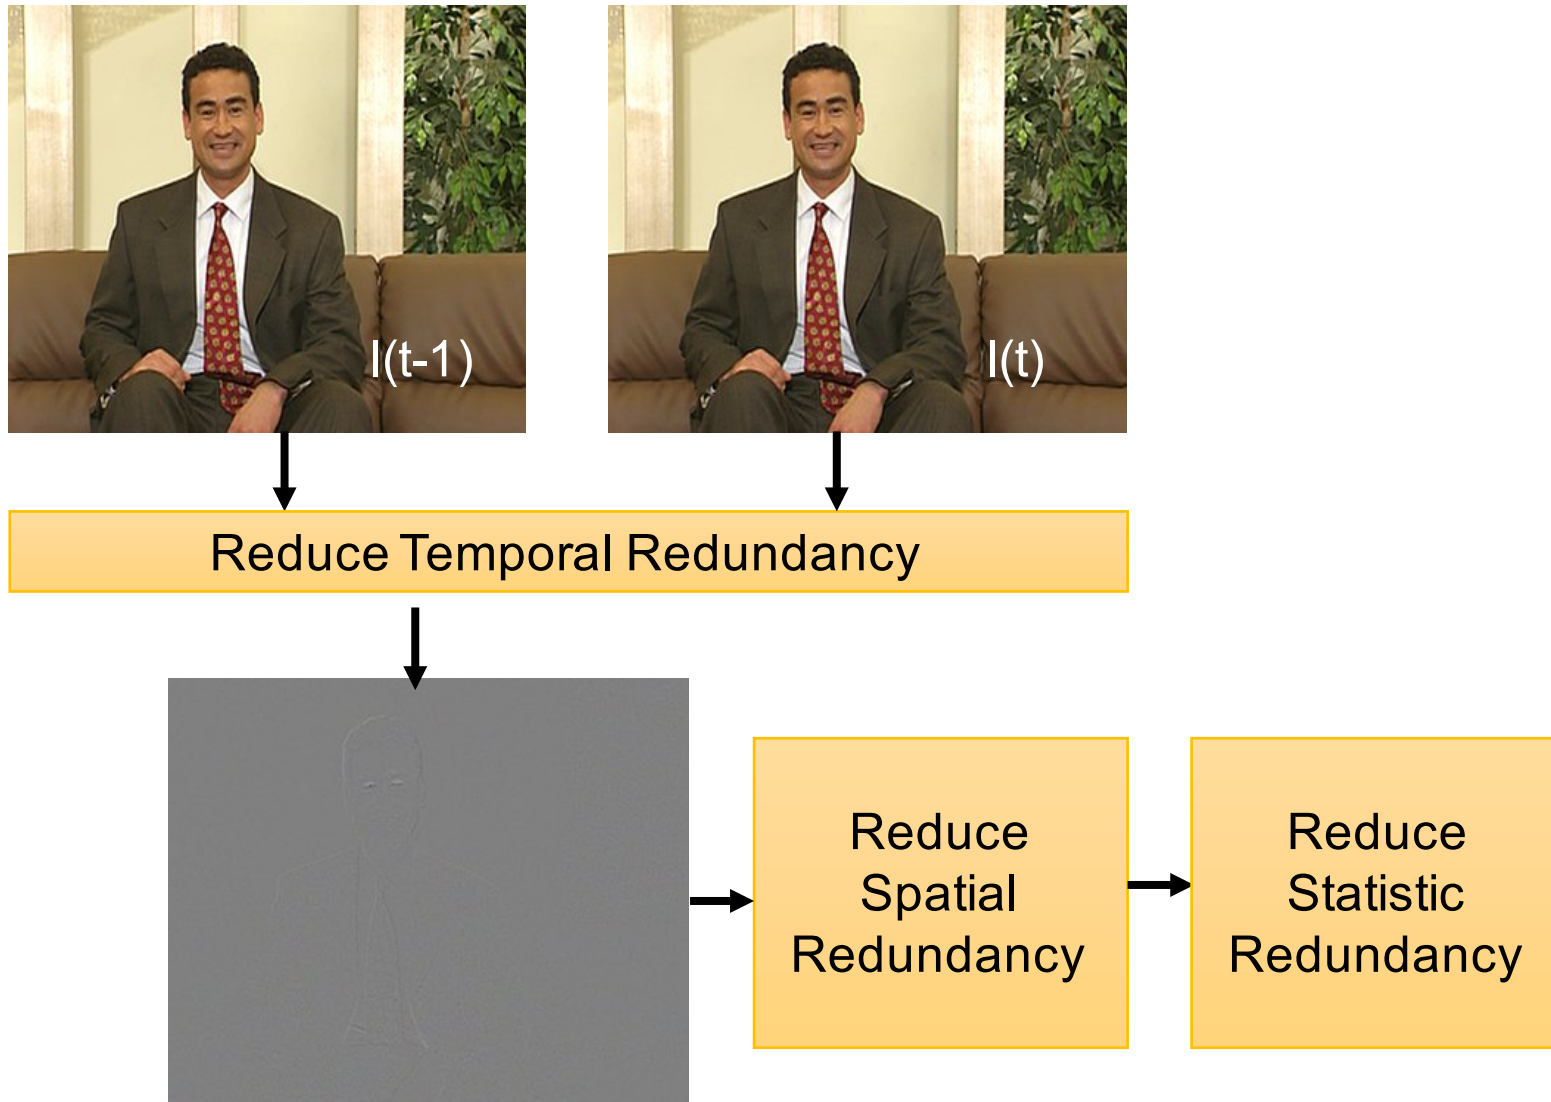 I(t-1)
I(t)
Reduce Temporal Redundancy
Reduce
Spatial
Redundancy
Reduce
Statistic
Redundancy